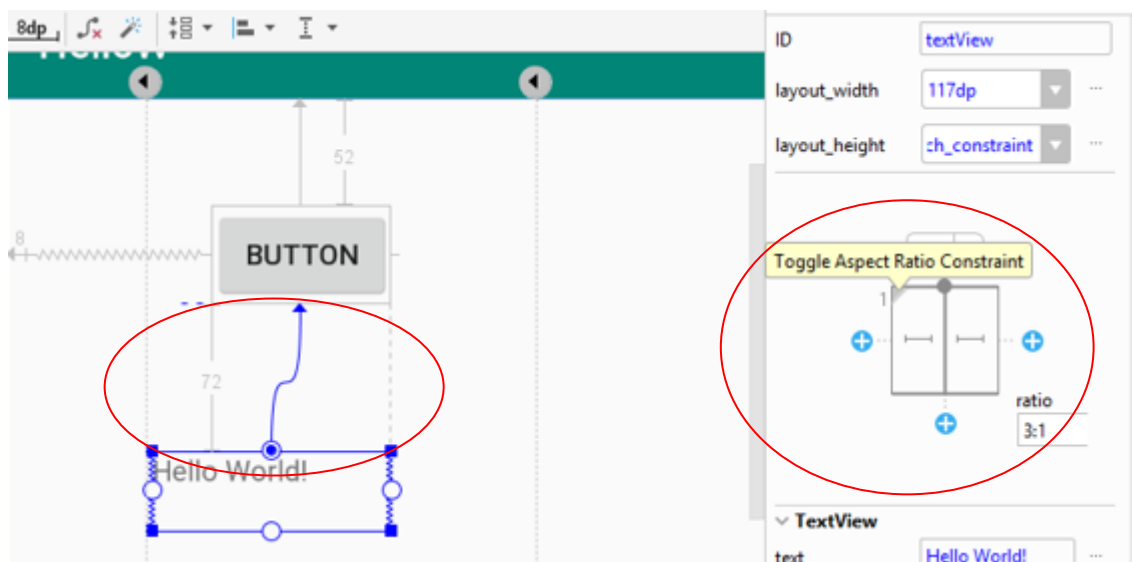 8dp
Hellow
52
8
BUTTON
72
Hello World!
ID
textView
layout_width
117dp
...
layout_height
ch_constraint
...
Toggle Aspect Ratio Constraint
1
ratio
3:1
TextView
text
Hello World!
...